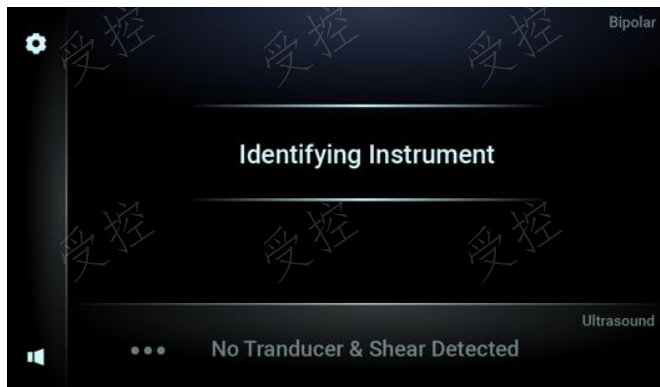 Bipolar
受控 受控 受控
Identifying Instrument
受控 受控 受控
Ultrasound
No Tranducer & Shear Detected